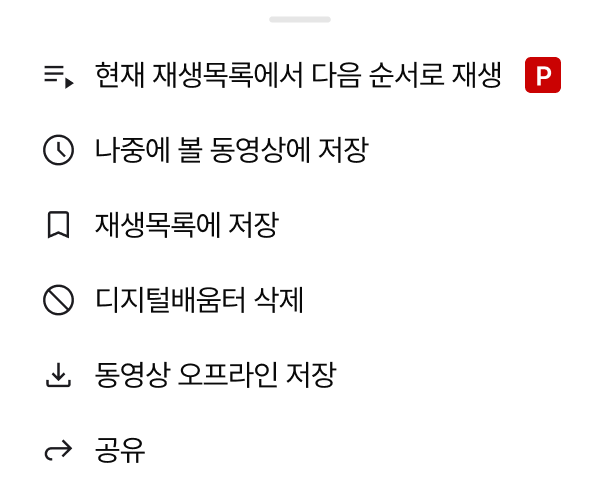 현재 재생목록에서 다음 순서로 재생 P
나중에 볼 동영상에 저장
재생목록에 저장
디지털배움터 삭제
동영상 오프라인 저장
공유